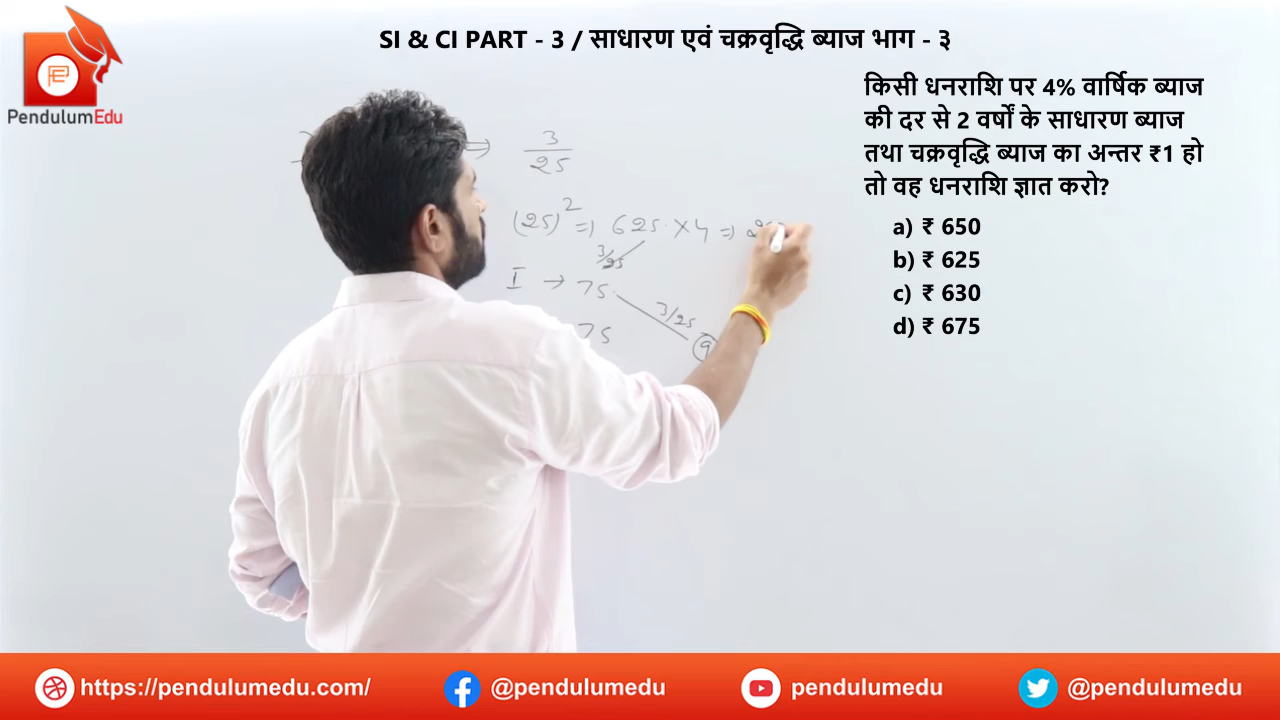 SI & CI PART - 3 / साधारण एवं चक्रवृद्धि ब्याज भाग - ३
PendulumEdu
किसी धनराशि पर 4% वार्षिक ब्याज
की दर से 2 वर्षों के साधारण ब्याज
तथा चक्रवृद्धि ब्याज का अन्तर ₹1 हो
तो वह धनराशि ज्ञात करो?
a) ₹ 650
b) ₹ 625
c) ₹ 630
d) ₹ 675
⇒ 3/25
(25)² ⇒ 625 × 4 ⇒
3/25
I → 75
3/25
75
9
https://pendulumedu.com/
@pendulumedu
pendulumedu
@pendulumedu